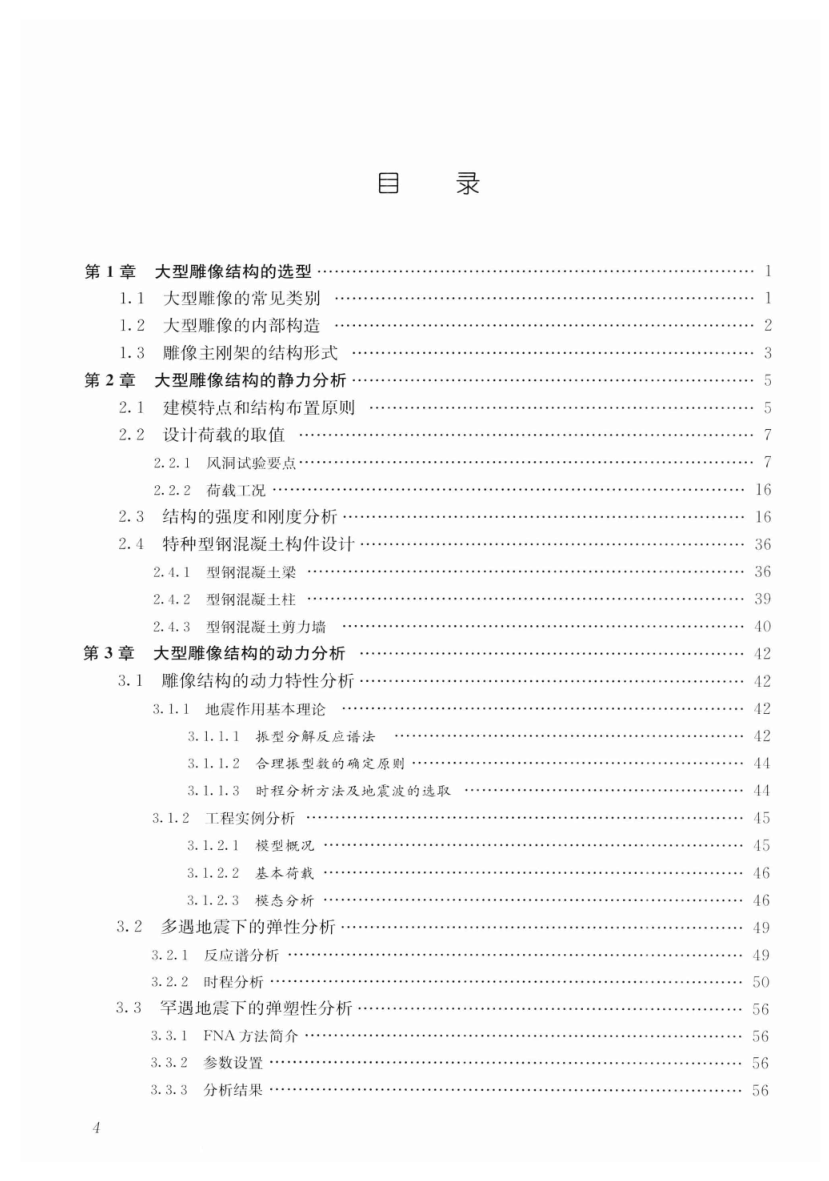 目 录
第 1 章 大型雕像结构的选型 …… 1
1.1 大型雕像的常见类别 …… 1
1.2 大型雕像的内部构造 …… 2
1.3 雕像主刚架的结构形式 …… 3
第 2 章 大型雕像结构的静力分析 …… 5
2.1 建模特点和结构布置原则 …… 5
2.2 设计荷载的取值 …… 7
2.2.1 风洞试验要点 …… 7
2.2.2 荷载工况 …… 16
2.3 结构的强度和刚度分析 …… 16
2.4 特种型钢混凝土构件设计 …… 36
2.4.1 型钢混凝土梁 …… 36
2.4.2 型钢混凝土柱 …… 39
2.4.3 型钢混凝土剪力墙 …… 40
第 3 章 大型雕像结构的动力分析 …… 42
3.1 雕像结构的动力特性分析 …… 42
3.1.1 地震作用基本理论 …… 42
3.1.1.1 振型分解反应谱法 …… 42
3.1.1.2 合理振型数的确定原则 …… 44
3.1.1.3 时程分析方法及地震波的选取 …… 44
3.1.2 工程实例分析 …… 45
3.1.2.1 模型概况 …… 45
3.1.2.2 基本荷载 …… 46
3.1.2.3 模态分析 …… 46
3.2 多遇地震下的弹性分析 …… 49
3.2.1 反应谱分析 …… 49
3.2.2 时程分析 …… 50
3.3 罕遇地震下的弹塑性分析 …… 56
3.3.1 FNA 方法简介 …… 56
3.3.2 参数设置 …… 56
3.3.3 分析结果 …… 56
4